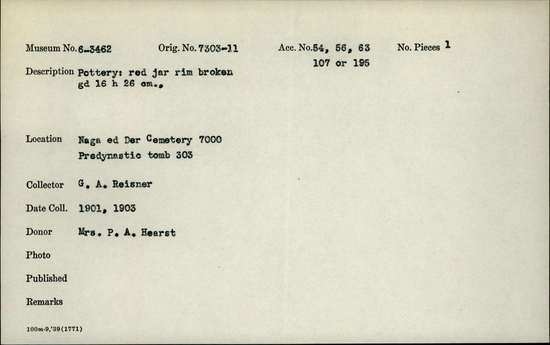 Museum No. 6-3462 Orig. No. 7303-11 Acc. No. 54, 56, 63 No. Pieces 1
107 or 195
Description Pottery: red jar rim broken
gd 16 h 26 cm.,
Location Naga ed Der Cemetery 7000
Predynastic tomb 303
Collector G. A. Reisner
Date Coll. 1901, 1903
Donor Mrs. P. A. Hearst
Photo
Published
Remarks
100m-9,'39(1771)